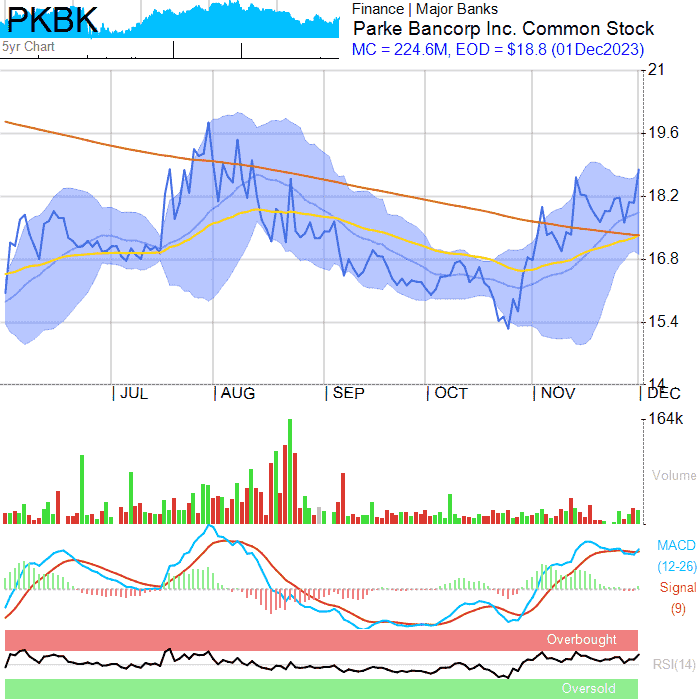 PKBK
5yr Chart
Finance | Major Banks
Parke Bancorp Inc. Common Stock
MC = 224.6M, EOD = $18.8 (01Dec2023)
21
19.6
18.2
16.8
15.4
14
JUL
AUG
SEP
OCT
NOV
DEC
164k
Volume
MACD
(12-26)
Signal
(9)
Overbought
RSI(14)
Oversold